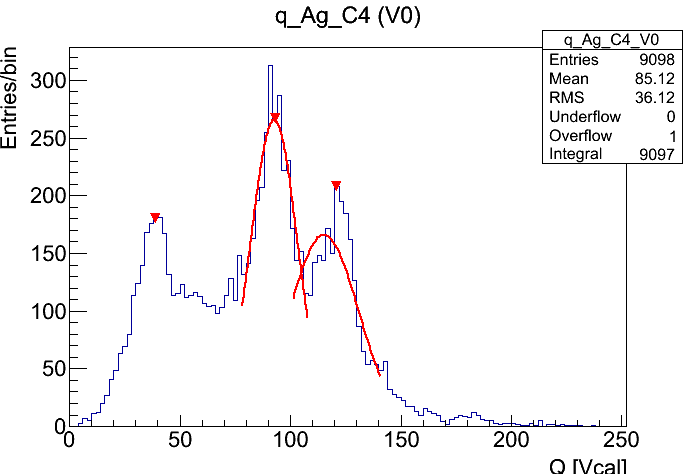 q_Ag_C4 (V0)
q_Ag_C4_V0
Entries 9098
Mean 85.12
RMS 36.12
Underflow 0
Overflow 1
Integral 9097
Entries/bin
300
250
200
150
100
50
0
0 50 100 150 200 250
Q [Vcal]